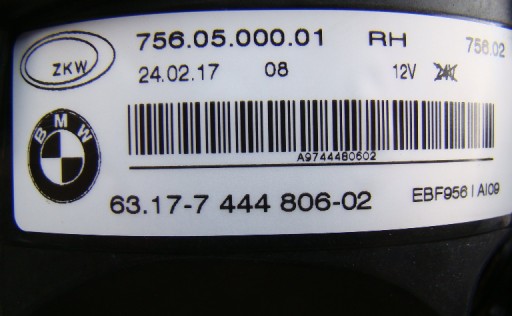 ZKW 756.05.000.01 RH 756.02
24.02.17 08 12V
BMW
A9744480602
63.17-7 444 806-02 EBF956 I AI09